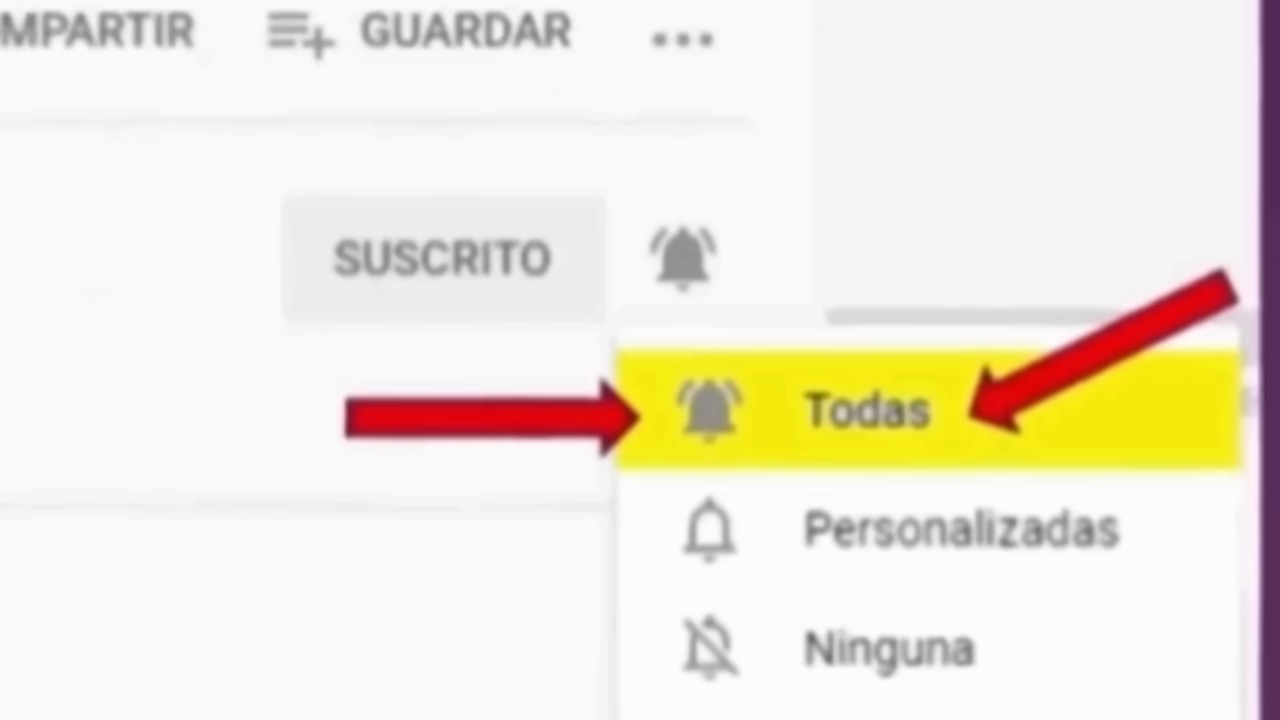 MPARTIR GUARDAR
SUSCRITO
Todas
Personalizadas
Ninguna